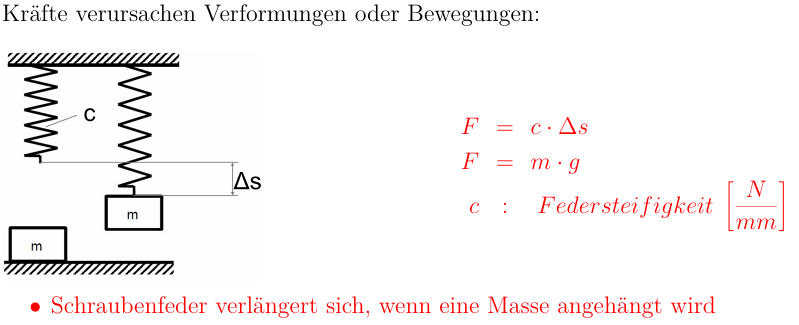 Kräfte verursachen Verformungen oder Bewegungen:
c
Δs
m
m
F = c · Δs
F = m · g
c : Federsteifigkeit [N/mm]
• Schraubenfeder verlängert sich, wenn eine Masse angehängt wird